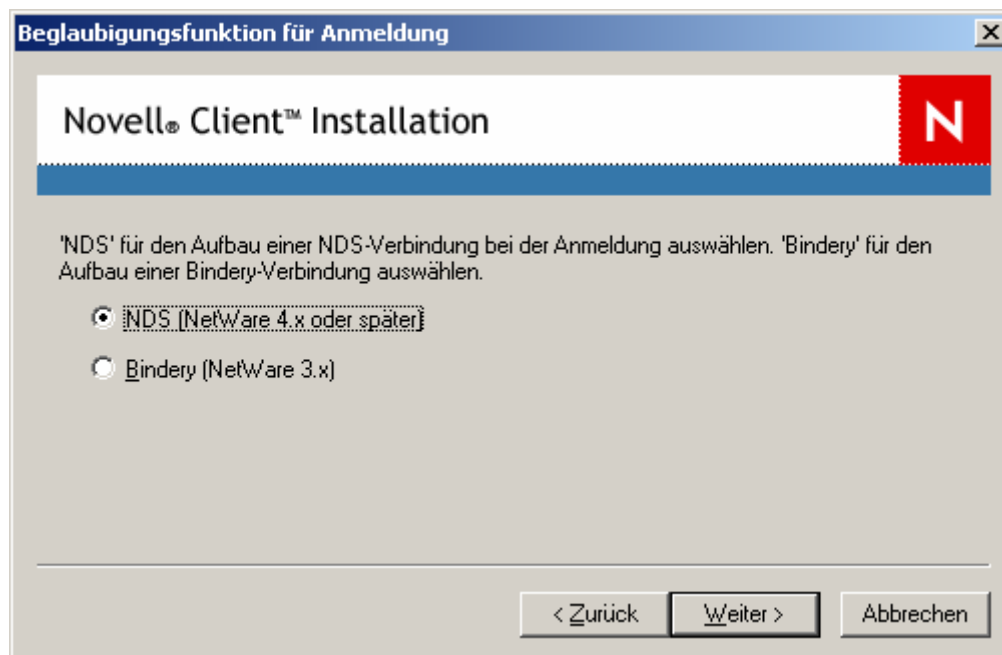 Beglaubigungsfunktion für Anmeldung
Novell® Client™ Installation
N
'NDS' für den Aufbau einer NDS-Verbindung bei der Anmeldung auswählen. 'Bindery' für den
Aufbau einer Bindery-Verbindung auswählen.
NDS (NetWare 4.x oder später)
Bindery (NetWare 3.x)
< Zurück
Weiter >
Abbrechen